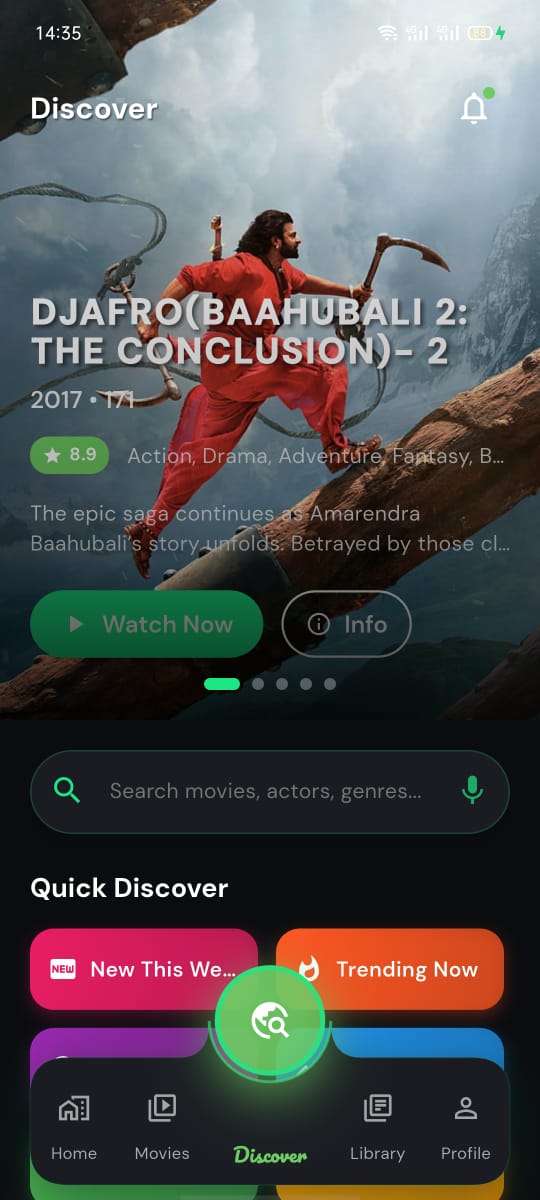 14:35
4G 4G 88
Discover
DJAFRO(BAAHUBALI 2:
THE CONCLUSION)- 2
2017 • 171
8.9 Action, Drama, Adventure, Fantasy, B...
The epic saga continues as Amarendra
Baahubali's story unfolds. Betrayed by those cl...
Watch Now Info
Search movies, actors, genres...
Quick Discover
NEW New This We... Trending Now
Home Movies Discover Library Profile